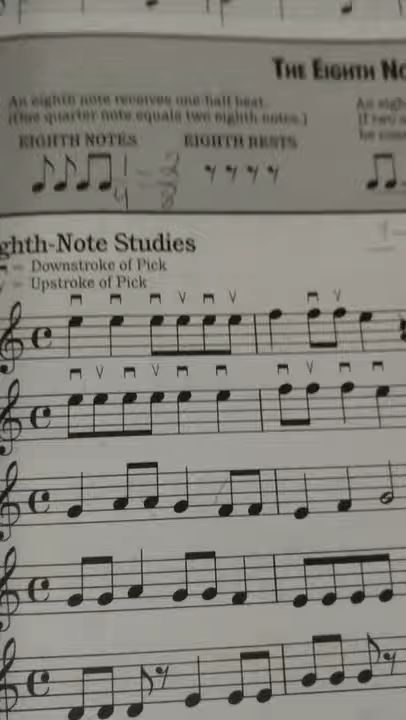 THE EIGHTH NO
An eighth note receives one-half beat.
(One quarter note equals two eighth notes.)
EIGHTH NOTES
EIGHTH RESTS
ghth-Note Studies
= Downstroke of Pick
= Upstroke of Pick